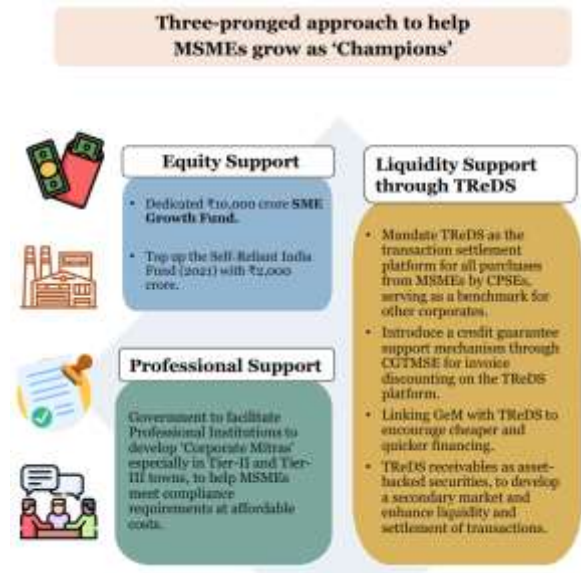 Three-pronged approach to help
MSMEs grow as ‘Champions’
Equity Support
• Dedicated ₹10,000 crore SME
Growth Fund.
• Top up the Self-Reliant India
Fund (2021) with ₹2,000
crore.
Professional Support
Government to facilitate
Professional Institutions to
develop ‘Corporate Mitras’
especially in Tier-II and Tier-
III towns, to help MSMEs
meet compliance
requirements at affordable
costs.
Liquidity Support
through TReDS
• Mandate TReDS as the
transaction settlement
platform for all purchases
from MSMEs by CPSEs,
serving as a benchmark for
other corporates.
• Introduce a credit guarantee
support mechanism through
CGTMSE for invoice
discounting on the TReDS
platform.
• Linking GeM with TReDS to
encourage cheaper and
quicker financing.
• TReDS receivables as asset-
backed securities, to develop
a secondary market and
enhance liquidity and
settlement of transactions.